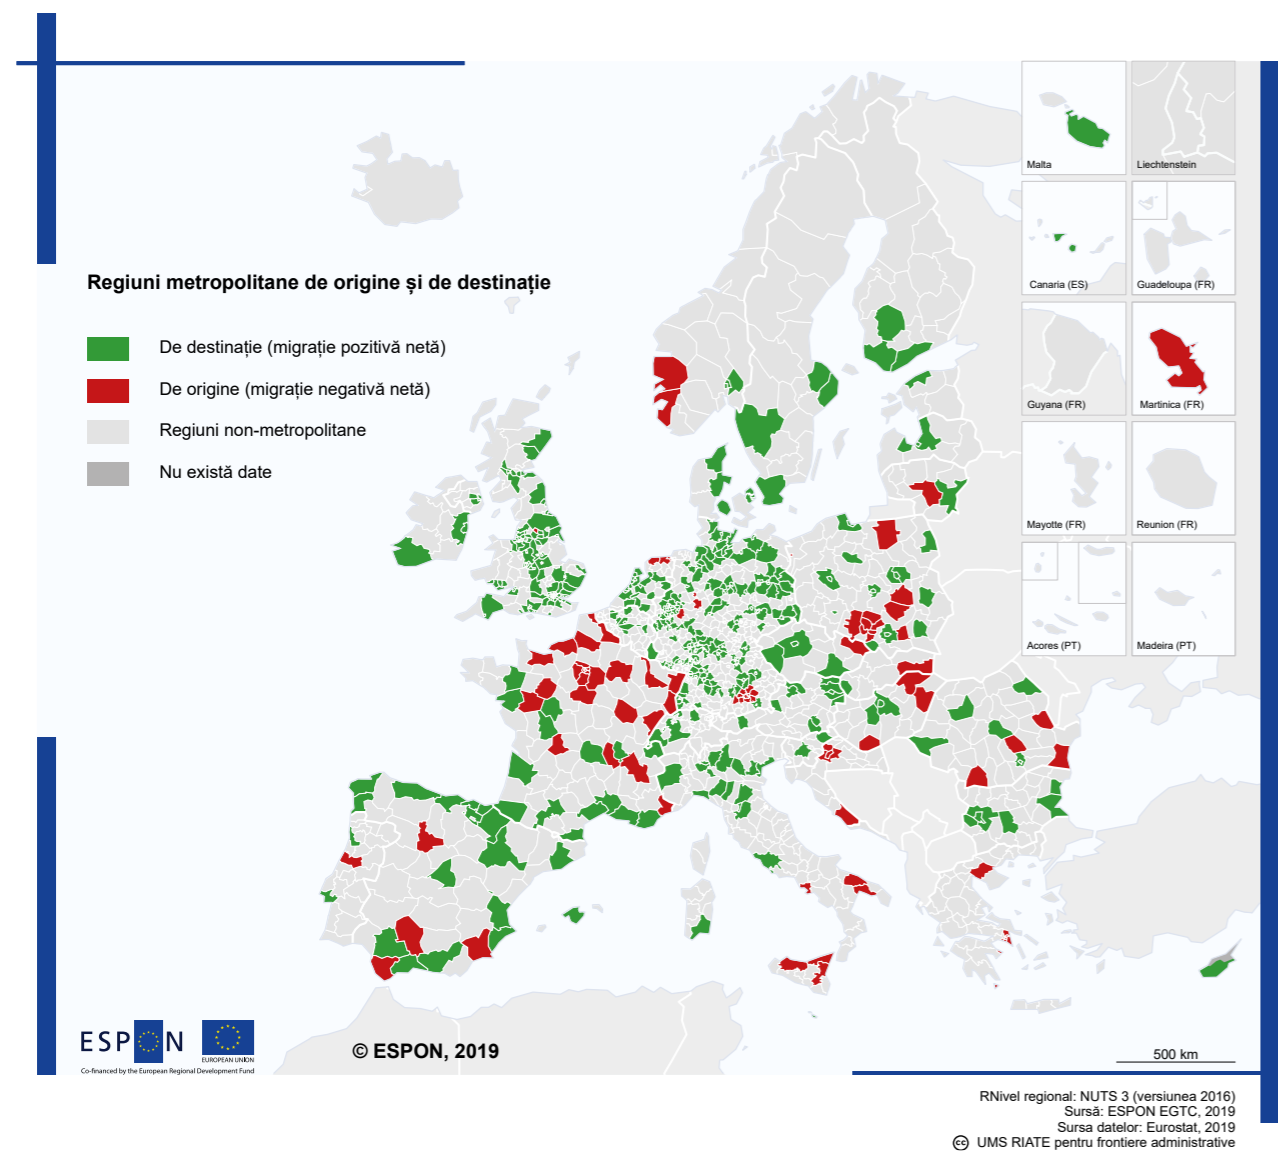 Malta
Liechtenstein
Canaria (ES)
Guadeloupa (FR)
Regiuni metropolitane de origine și de destinație
De destinație (migrație pozitivă netă)
De origine (migrație negativă netă)
Regiuni non-metropolitane
Nu există date
Guyana (FR)
Martinica (FR)
Mayotte (FR)
Reunion (FR)
Acores (PT)
Madeira (PT)
ESPON
EUROPEAN UNION
Co-financed by the European Regional Development Fund
© ESPON, 2019
500 km
RNivel regional: NUTS 3 (versiunea 2016)
Sursă: ESPON EGTC, 2019
Sursa datelor: Eurostat, 2019
cc UMS RIATE pentru frontiere administrative